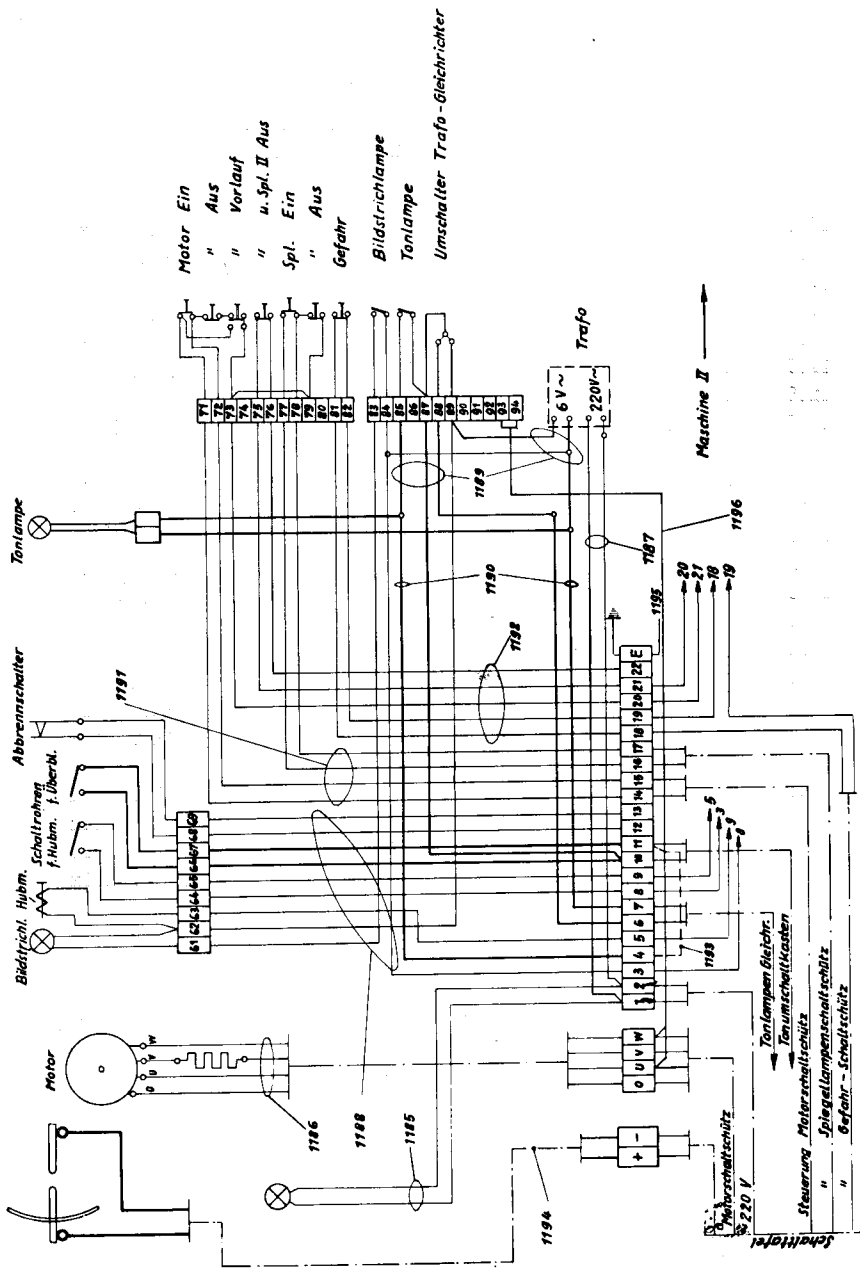 Motor Ein
" Aus
" Vorlauf
" u. Spl. II Aus
Spl. Ein
" Aus
Gefahr
Bildstrichlampe
Tonlampe
Umschalter Trafo-Gleichrichter
71
72
73
74
75
76
77
78
79
80
81
82
83
84
85
86
87
88
89
90
91
92
93
94
6 V~
220V~
Trafo
Maschine II
Tonlampe
1189
1190
1187
1196
1192
1195
20
21
18
19
Abbrennschalter
Schaltrohren
f. Hubm. f. Überbl.
Bildstrichl. Hubm.
1191
61 62 63 64 65 66 67 68 69
1 2 3 4 5 6 7 8 9 10 11 12 13 14 15 16 17 18 19 20 21 22 E
5
3
9
8
1193
1188
Motor
O U V W
1186
1185
O U V W
1194
+ -
Motorschaltschütz
220 V
Schalttafel
Tonlampen Gleichr.
Tonumschaltkasten
Steuerung Motorschaltschütz
" Spiegellampenschaltschütz
" Gefahr-Schaltschütz